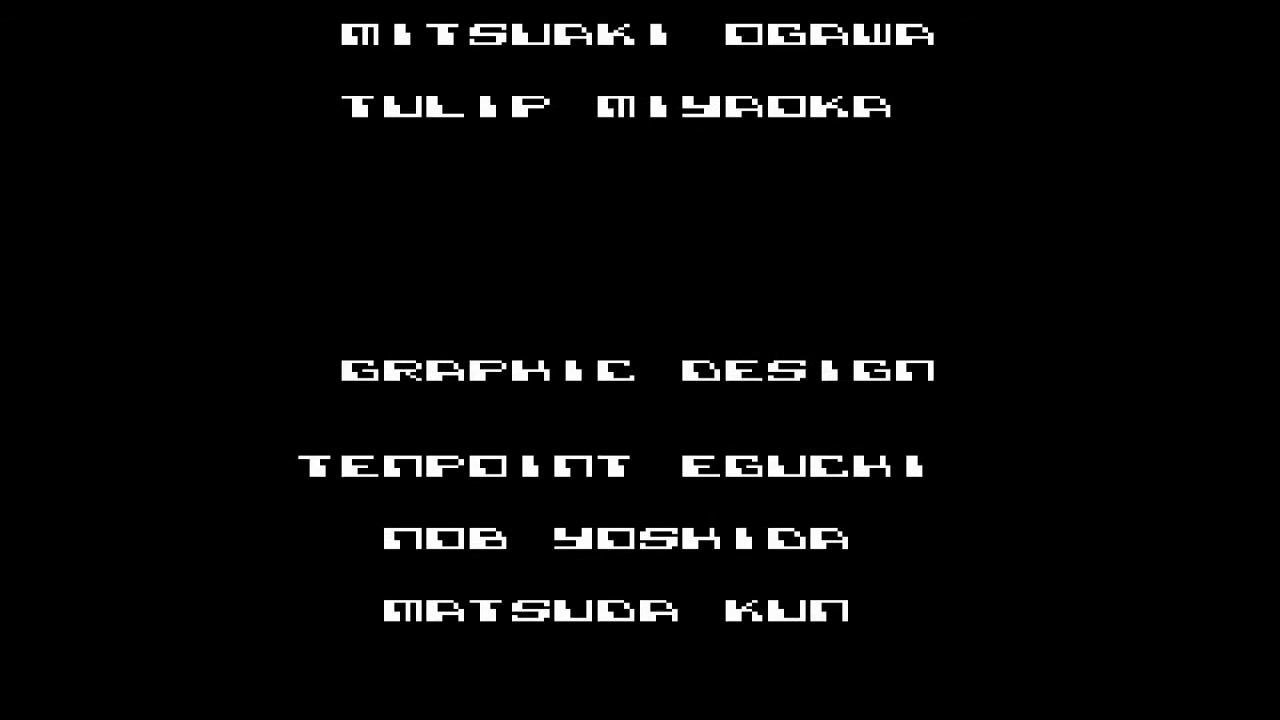 MITSUAKI OGAWA
TULIP MIYAOKA
GRAPHIC DESIGN
TENPOINT EGUCHI
NOB YOSHIDA
MATSUDA KUN